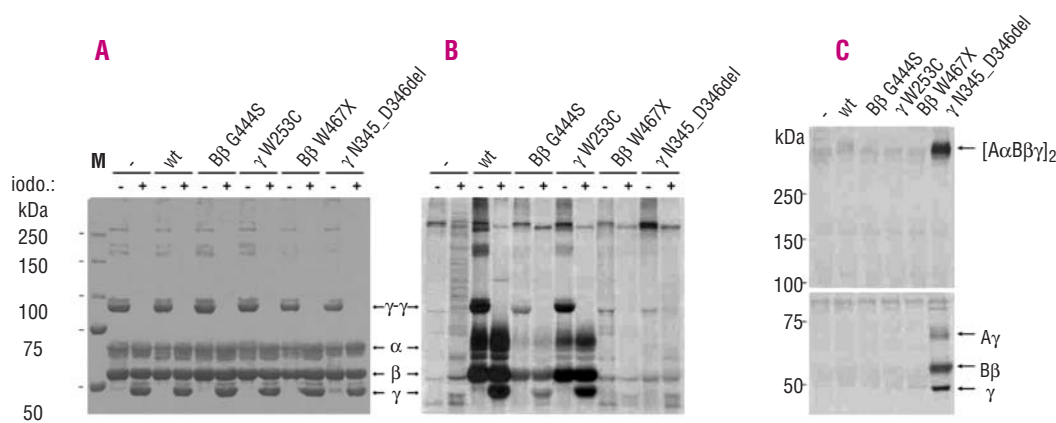 A
M
-
wt
Bβ G444S
γ W253C
Bβ W467X
γ N345_D346del
iodo.:
- + - + - + - + - + - +
kDa
250
150
100
75
50
γ-γ
α
β
γ
B
-
wt
Bβ G444S
γ W253C
Bβ W467X
γ N345_D346del
- + - + - + - + - + - +
C
-
wt
Bβ G444S
γ W253C
Bβ W467X
γ N345_D346del
kDa
[AαBβγ]2
250
150
100
75
Aγ
Bβ
50
γ